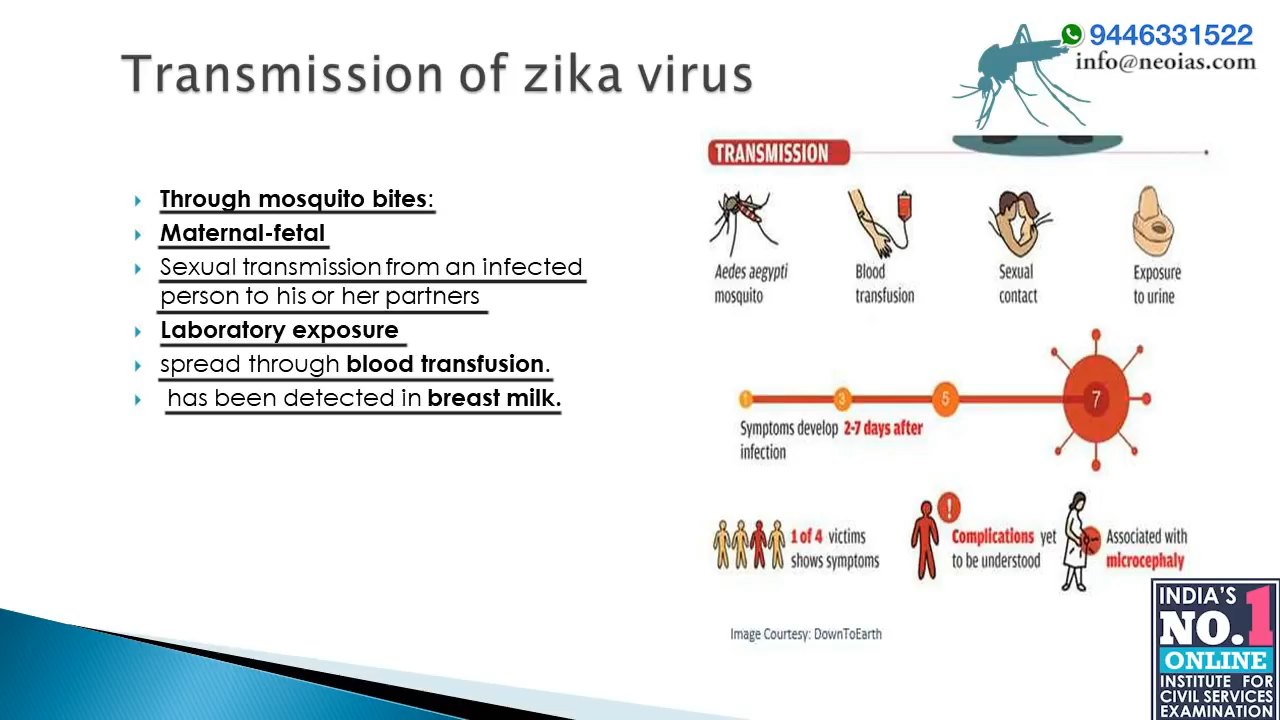 Transmission of zika virus
9446331522
info@neoias.com
Through mosquito bites:
Maternal-fetal
Sexual transmission from an infected
person to his or her partners
Laboratory exposure
spread through blood transfusion.
has been detected in breast milk.
TRANSMISSION
Aedes aegypti
mosquito
Blood
transfusion
Sexual
contact
Exposure
to urine
1 3 5 7
Symptoms develop 2-7 days after
infection
1 of 4 victims
shows symptoms
!
Complications yet
to be understood
Associated with
microcephaly
Image Courtesy: DownToEarth
INDIA'S
NO.1
ONLINE
INSTITUTE FOR
CIVIL SERVICES
EXAMINATION